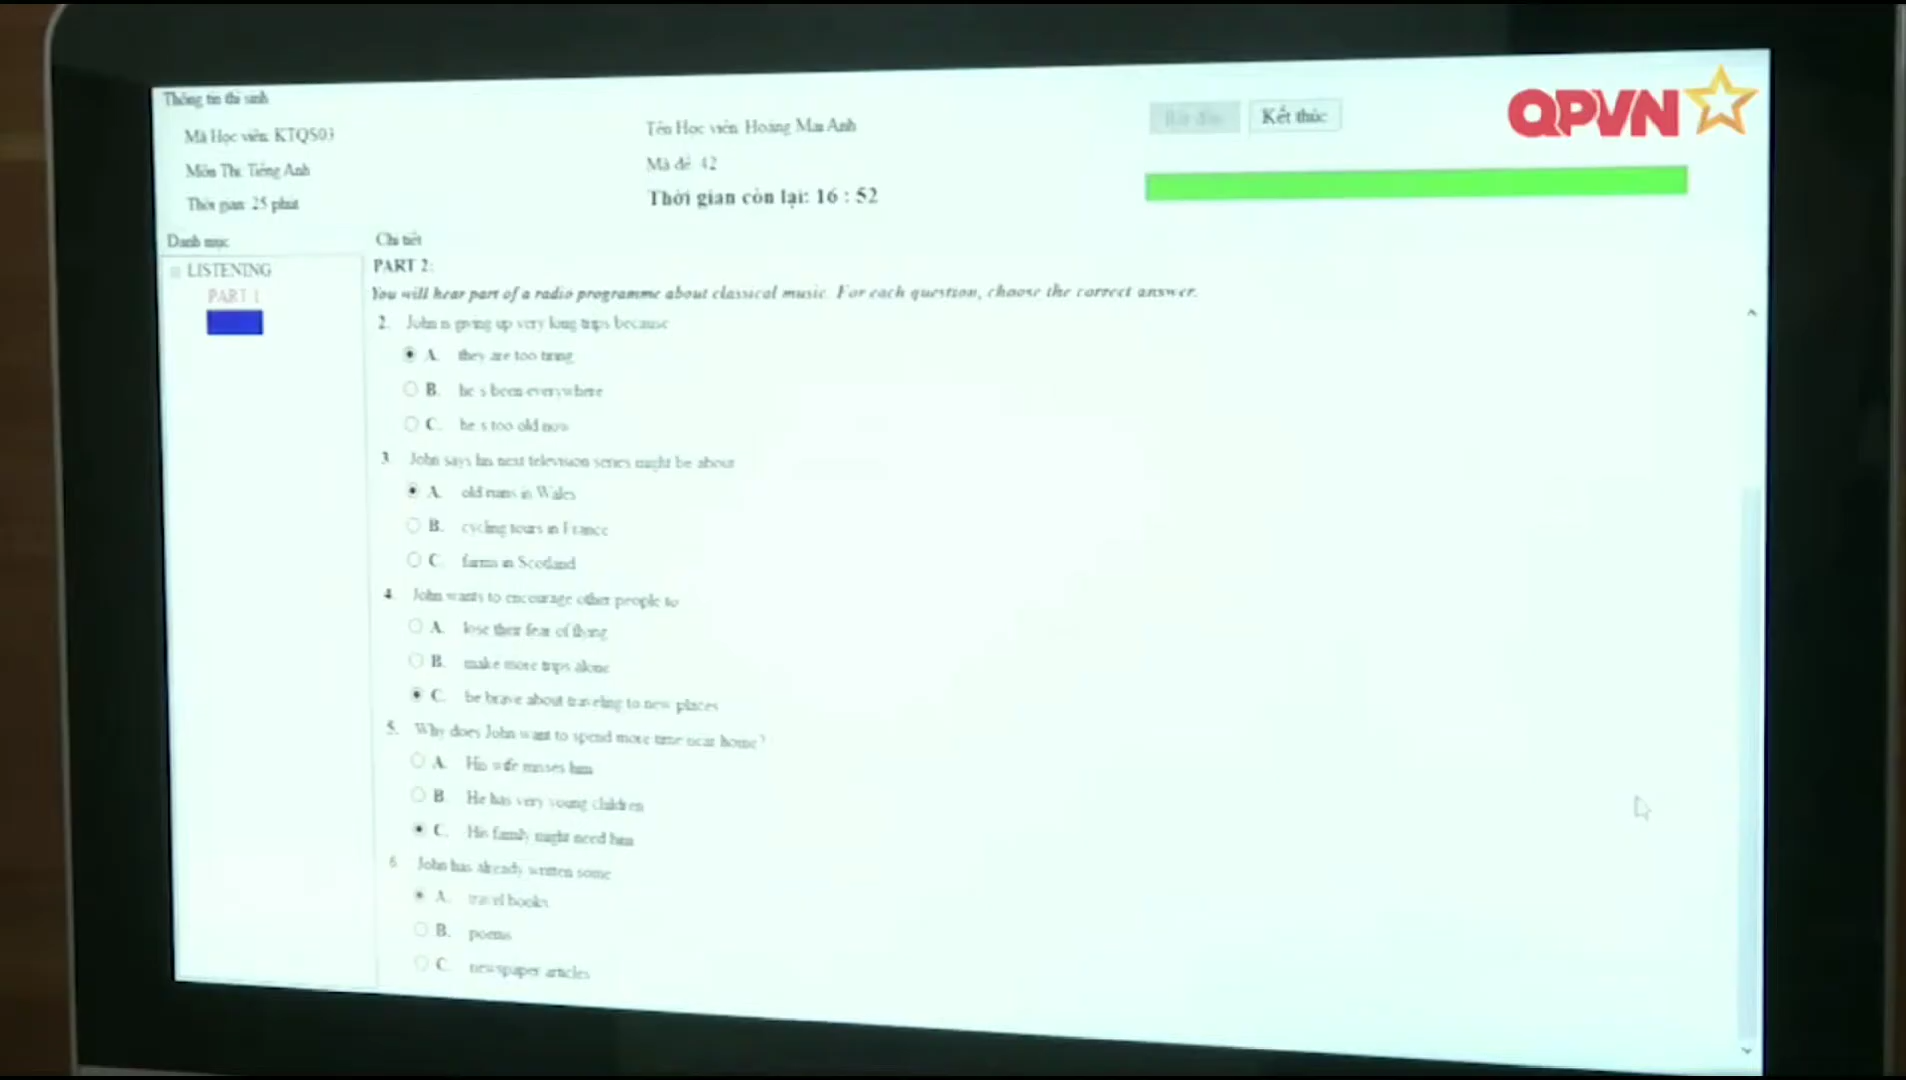 Thông tin thí sinh
Mã Học viên: KTQS03
Tên Học viên: Hoàng Mai Anh
Kết thúc
QPVN
Môn Thi: Tiếng Anh
Mã đề: 42
Thời gian: 25 phút
Thời gian còn lại: 16 : 52
Danh mục
Chi tiết
LISTENING
PART 1
PART 2:
You will hear part of a radio programme about classical music. For each question, choose the correct answer.
2. John is giving up very long trips because
A. they are too tiring
B. he s been everywhere
C. he s too old now
3. John says his next television series might be about
A. old ruins in Wales
B. cycling tours in France
C. farms in Scotland
4. John wants to encourage other people to
A. lose their fear of flying
B. make more trips alone
C. be brave about traveling to new places
5. Why does John want to spend more time near home?
A. His wife misses him
B. He has very young children
C. His family might need him
6. John has already written some
A. travel books
B. poems
C. newspaper articles